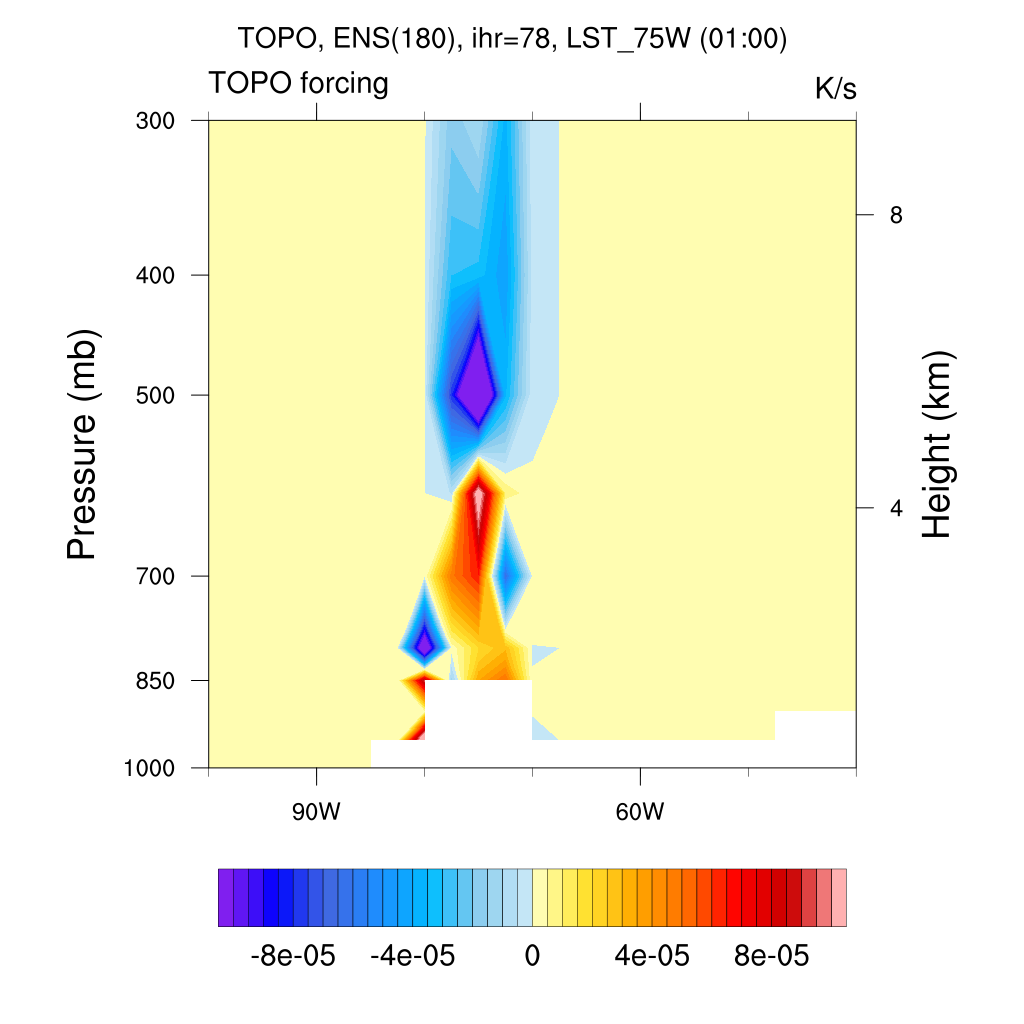 TOPO, ENS(180), ihr=78, LST_75W (01:00)
TOPO forcing
K/s
300
400
500
700
850
1000
Pressure (mb)
8
4
Height (km)
90W
60W
-8e-05
-4e-05
0
4e-05
8e-05